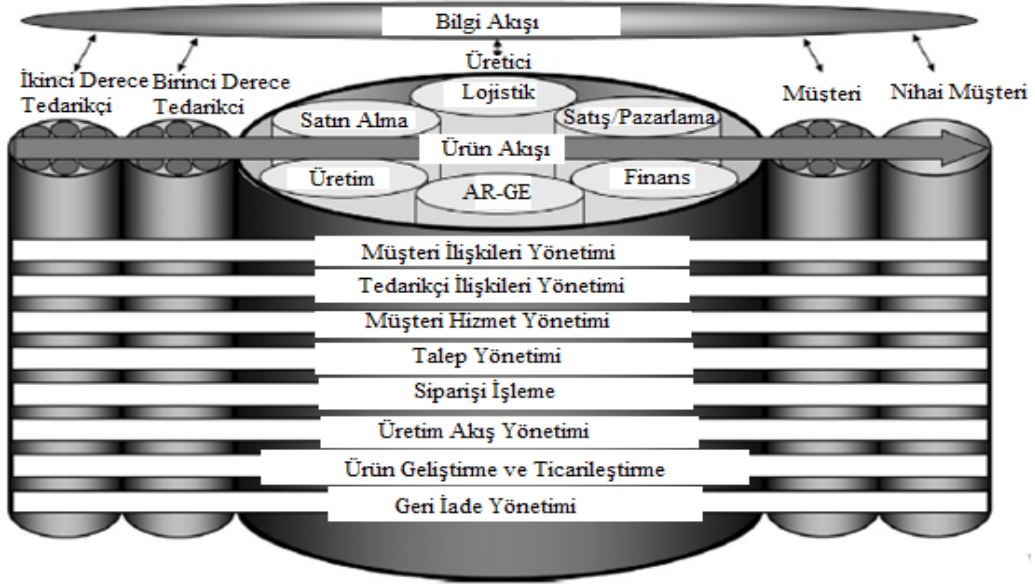 Bilgi Akışı
İkinci Derece
Tedarikçi
Birinci Derece
Tedarikci
Üretici
Müşteri
Nihai Müşteri
Lojistik
Satın Alma
Satış/Pazarlama
Ürün Akışı
Üretim
AR-GE
Finans
Müşteri İlişkileri Yönetimi
Tedarikçi İlişkileri Yönetimi
Müşteri Hizmet Yönetimi
Talep Yönetimi
Siparişi İşleme
Üretim Akış Yönetimi
Ürün Geliştirme ve Ticarileştirme
Geri İade Yönetimi